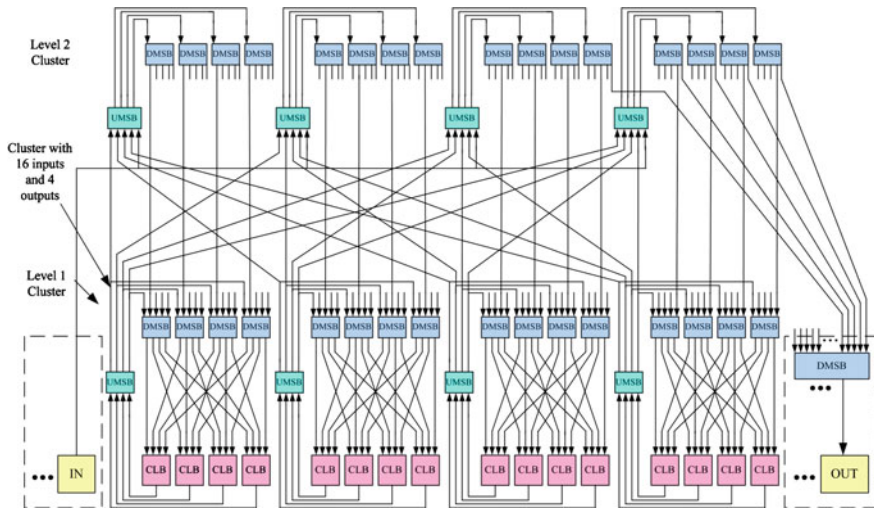 Level 2
Cluster
DMSB DMSB DMSB DMSB DMSB DMSB DMSB DMSB DMSB DMSB DMSB DMSB DMSB DMSB DMSB DMSB
UMSB UMSB UMSB UMSB
Cluster with
16 inputs
and 4
outputs
Level 1
Cluster
DMSB DMSB DMSB DMSB DMSB DMSB DMSB DMSB DMSB DMSB DMSB DMSB DMSB DMSB DMSB DMSB
DMSB
UMSB UMSB UMSB UMSB
CLB CLB CLB CLB CLB CLB CLB CLB CLB CLB CLB CLB CLB CLB CLB CLB
IN
OUT